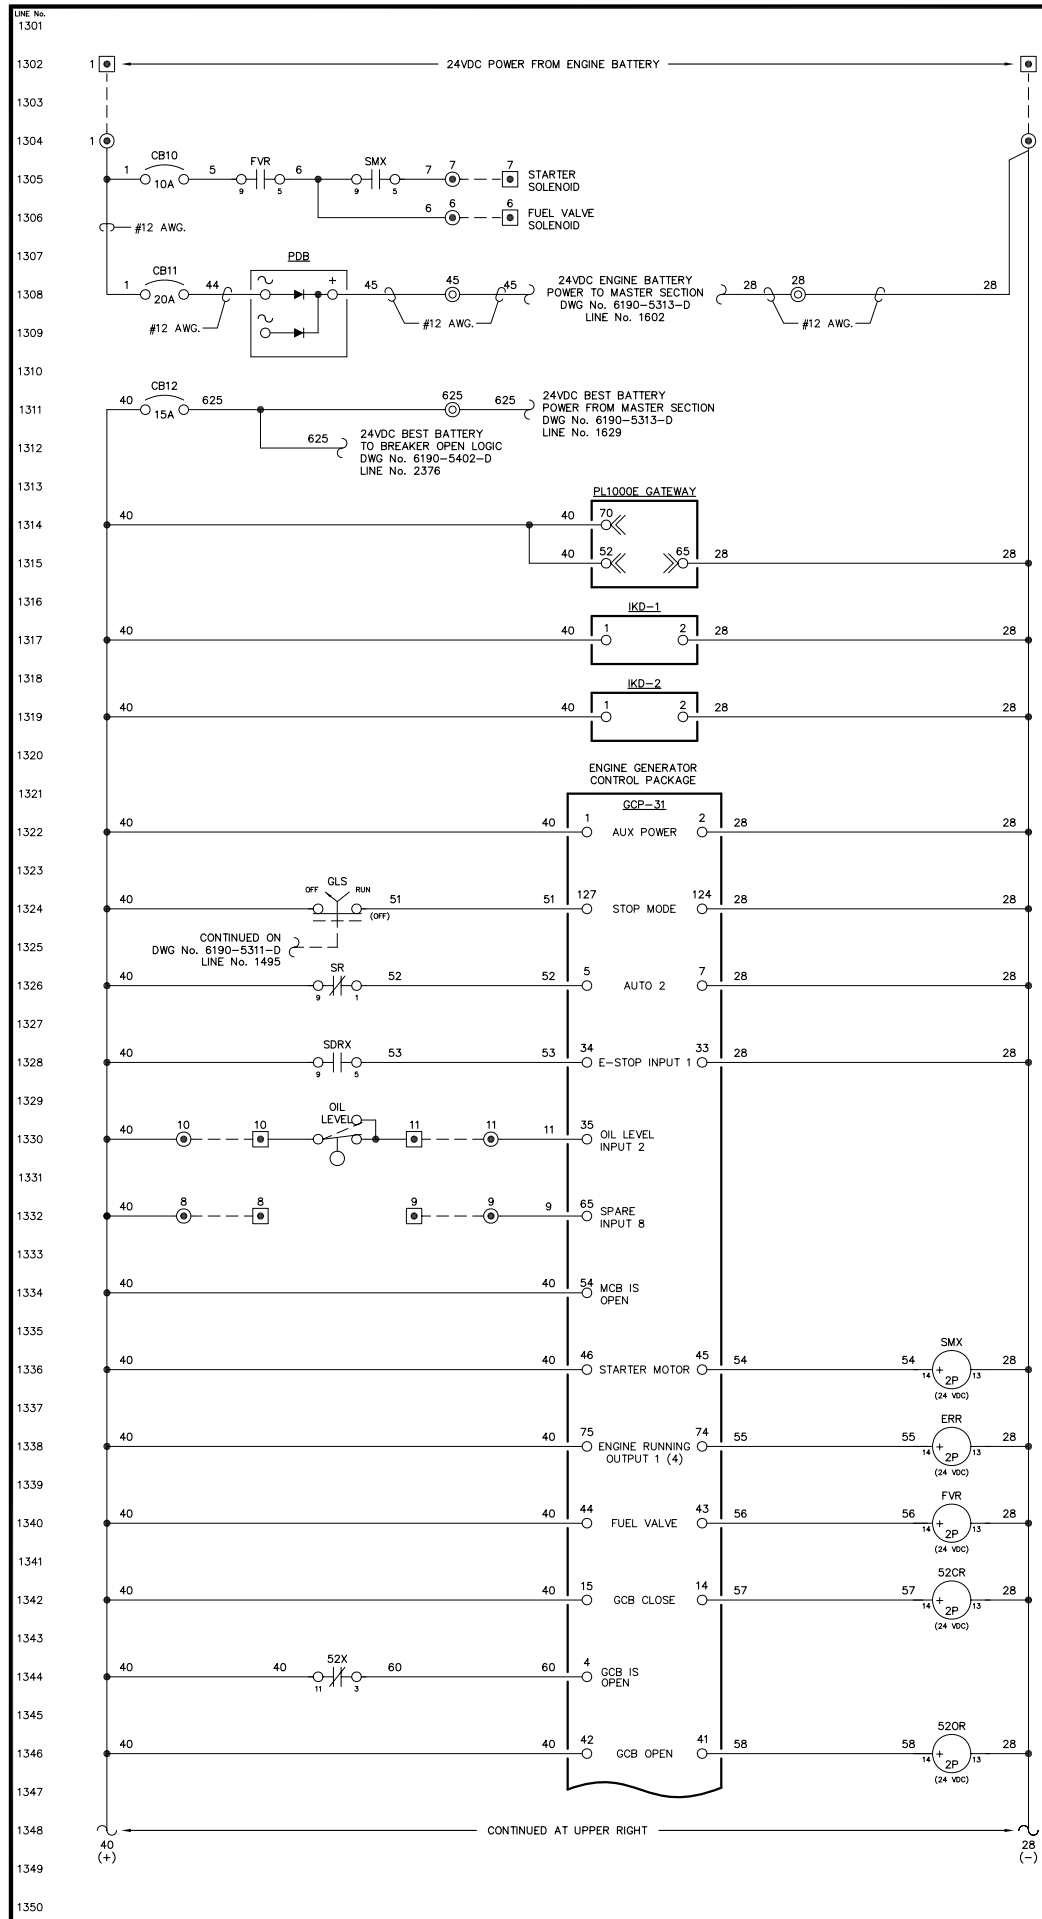 LINE No.
1301
1302 1 24VDC POWER FROM ENGINE BATTERY
1303
1304 1
CB10 FVR SMX
1305 1 10A 5 9 5 6 9 5 7 7 7 STARTER
SOLENOID
1306 6 6 6 FUEL VALVE
SOLENOID
#12 AWG.
1307
CB11 PDB
1308 1 20A 44 + 45 45 45 24VDC ENGINE BATTERY
POWER TO MASTER SECTION
DWG No. 6190-5313-D
LINE No. 1602
28 28 28
1309 #12 AWG. #12 AWG. #12 AWG.
1310
CB12
1311 40 15A 625 625 625 24VDC BEST BATTERY
POWER FROM MASTER SECTION
DWG No. 6190-5313-D
LINE No. 1629
1312 625 24VDC BEST BATTERY
TO BREAKER OPEN LOGIC
DWG No. 6190-5402-D
LINE No. 2376
1313
PL1000E GATEWAY
1314 40 40 70
1315 40 52 65 28 28
1316
IKD-1
1317 40 40 1 2 28 28
1318
IKD-2
1319 40 40 1 2 28 28
1320
ENGINE GENERATOR
CONTROL PACKAGE
1321
GCP-31
1322 40 40 1 AUX POWER 2 28 28
1323
GLS
OFF RUN
1324 40 (OFF) 51 51 127 STOP MODE 124 28 28
1325 CONTINUED ON
DWG No. 6190-5311-D
LINE No. 1495
SR
1326 40 9 1 52 52 5 AUTO 2 7 28 28
1327
SDRX
1328 40 9 5 53 53 34 E-STOP INPUT 1 33 28 28
1329
OIL
LEVEL
1330 40 10 10 11 11 11 35 OIL LEVEL
INPUT 2
1331
1332 40 8 8 9 9 9 65 SPARE
INPUT 8
1333
1334 40 40 54 MCB IS
OPEN
1335
SMX
1336 40 40 46 STARTER MOTOR 45 54 54 14 + 2P 13 28
(24 VDC)
1337
ERR
1338 40 40 75 ENGINE RUNNING
OUTPUT 1 (4)
74 55 55 14 + 2P 13 28
(24 VDC)
1339
FVR
1340 40 40 44 FUEL VALVE 43 56 56 14 + 2P 13 28
(24 VDC)
1341
52CR
1342 40 40 15 GCB CLOSE 14 57 57 14 + 2P 13 28
(24 VDC)
1343
52X
1344 40 40 11 3 60 60 4 GCB IS
OPEN
1345
52OR
1346 40 40 42 GCB OPEN 41 58 58 14 + 2P 13 28
(24 VDC)
1347
1348 CONTINUED AT UPPER RIGHT
40 28
(+) (-)
1349
1350